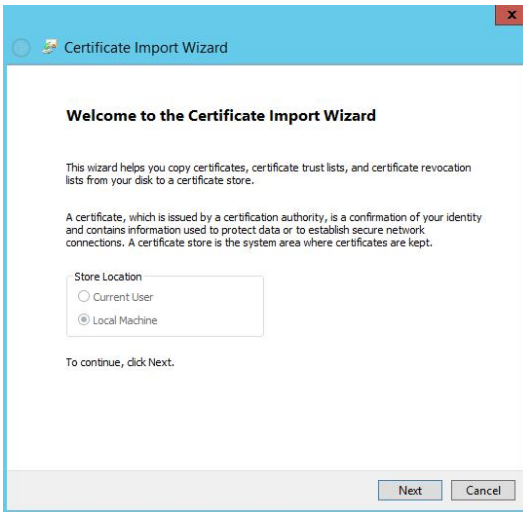 x
Certificate Import Wizard
Welcome to the Certificate Import Wizard
This wizard helps you copy certificates, certificate trust lists, and certificate revocation
lists from your disk to a certificate store.
A certificate, which is issued by a certification authority, is a confirmation of your identity
and contains information used to protect data or to establish secure network
connections. A certificate store is the system area where certificates are kept.
Store Location
Current User
Local Machine
To continue, click Next.
Next Cancel